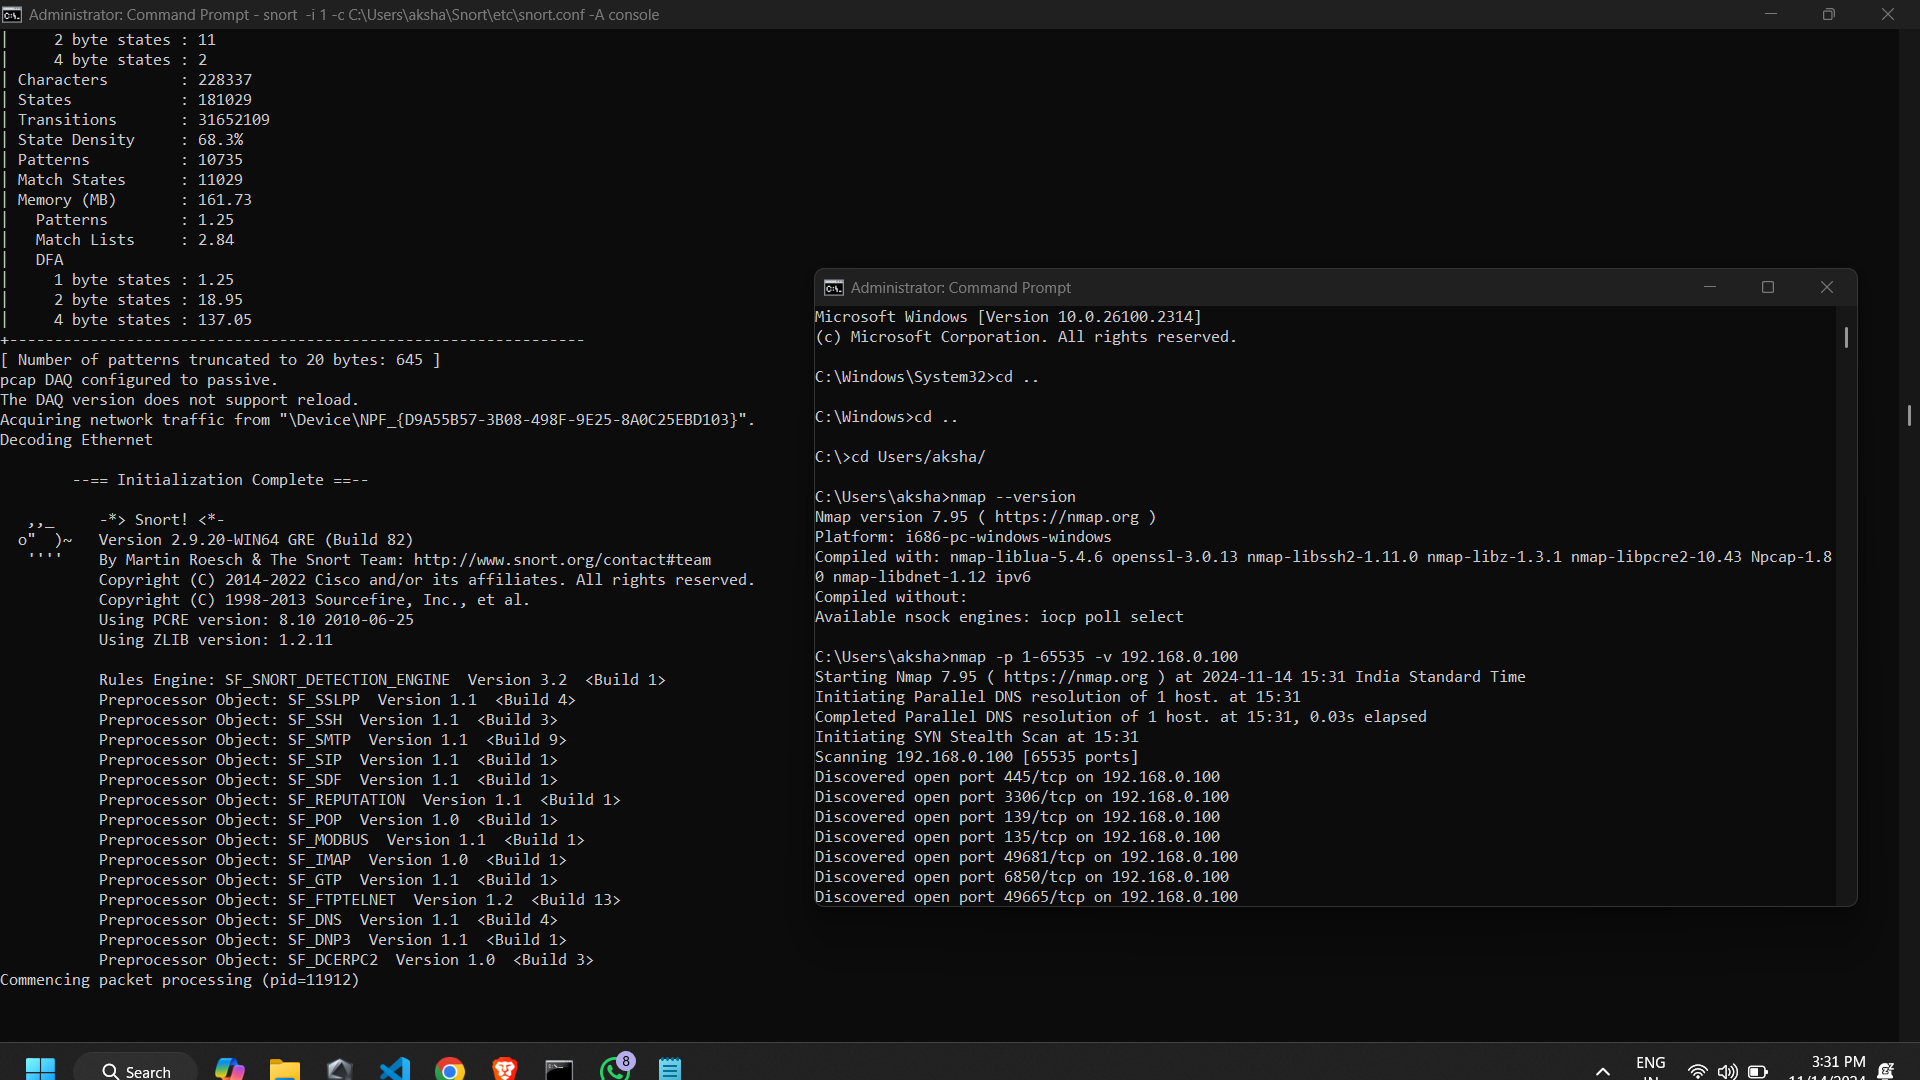 Administrator: Command Prompt - snort  -i 1 -c C:\Users\aksha\Snort\etc\snort.conf -A console
|     2 byte states : 11
|     4 byte states : 2
| Characters        : 228337
| States            : 181029
| Transitions       : 31652109
| State Density     : 68.3%
| Patterns          : 10735
| Match States      : 11029
| Memory (MB)       : 161.73
|   Patterns        : 1.25
|   Match Lists     : 2.84
|   DFA
|     1 byte states : 1.25
|     2 byte states : 18.95
|     4 byte states : 137.05
+----------------------------------------------------------------
[ Number of patterns truncated to 20 bytes: 645 ]
pcap DAQ configured to passive.
The DAQ version does not support reload.
Acquiring network traffic from "\Device\NPF_{D9A55B57-3B08-498F-9E25-8A0C25EBD103}".
Decoding Ethernet
        --== Initialization Complete ==--
   ,,_     -*> Snort! <*-
  o"  )~   Version 2.9.20-WIN64 GRE (Build 82)
   ''''    By Martin Roesch & The Snort Team: http://www.snort.org/contact#team
           Copyright (C) 2014-2022 Cisco and/or its affiliates. All rights reserved.
           Copyright (C) 1998-2013 Sourcefire, Inc., et al.
           Using PCRE version: 8.10 2010-06-25
           Using ZLIB version: 1.2.11
           Rules Engine: SF_SNORT_DETECTION_ENGINE  Version 3.2  <Build 1>
           Preprocessor Object: SF_SSLPP  Version 1.1  <Build 4>
           Preprocessor Object: SF_SSH  Version 1.1  <Build 3>
           Preprocessor Object: SF_SMTP  Version 1.1  <Build 9>
           Preprocessor Object: SF_SIP  Version 1.1  <Build 1>
           Preprocessor Object: SF_SDF  Version 1.1  <Build 1>
           Preprocessor Object: SF_REPUTATION  Version 1.1  <Build 1>
           Preprocessor Object: SF_POP  Version 1.0  <Build 1>
           Preprocessor Object: SF_MODBUS  Version 1.1  <Build 1>
           Preprocessor Object: SF_IMAP  Version 1.0  <Build 1>
           Preprocessor Object: SF_GTP  Version 1.1  <Build 1>
           Preprocessor Object: SF_FTPTELNET  Version 1.2  <Build 13>
           Preprocessor Object: SF_DNS  Version 1.1  <Build 4>
           Preprocessor Object: SF_DNP3  Version 1.1  <Build 1>
           Preprocessor Object: SF_DCERPC2  Version 1.0  <Build 3>
Commencing packet processing (pid=11912)
Administrator: Command Prompt
Microsoft Windows [Version 10.0.26100.2314]
(c) Microsoft Corporation. All rights reserved.
C:\Windows\System32>cd ..
C:\Windows>cd ..
C:\>cd Users/aksha/
C:\Users\aksha>nmap --version
Nmap version 7.95 ( https://nmap.org )
Platform: i686-pc-windows-windows
Compiled with: nmap-liblua-5.4.6 openssl-3.0.13 nmap-libssh2-1.11.0 nmap-libz-1.3.1 nmap-libpcre2-10.43 Npcap-1.8
0 nmap-libdnet-1.12 ipv6
Compiled without:
Available nsock engines: iocp poll select
C:\Users\aksha>nmap -p 1-65535 -v 192.168.0.100
Starting Nmap 7.95 ( https://nmap.org ) at 2024-11-14 15:31 India Standard Time
Initiating Parallel DNS resolution of 1 host. at 15:31
Completed Parallel DNS resolution of 1 host. at 15:31, 0.03s elapsed
Initiating SYN Stealth Scan at 15:31
Scanning 192.168.0.100 [65535 ports]
Discovered open port 445/tcp on 192.168.0.100
Discovered open port 3306/tcp on 192.168.0.100
Discovered open port 139/tcp on 192.168.0.100
Discovered open port 135/tcp on 192.168.0.100
Discovered open port 49681/tcp on 192.168.0.100
Discovered open port 6850/tcp on 192.168.0.100
Discovered open port 49665/tcp on 192.168.0.100
Search
8
ENG
IN
3:31 PM
11/14/2024